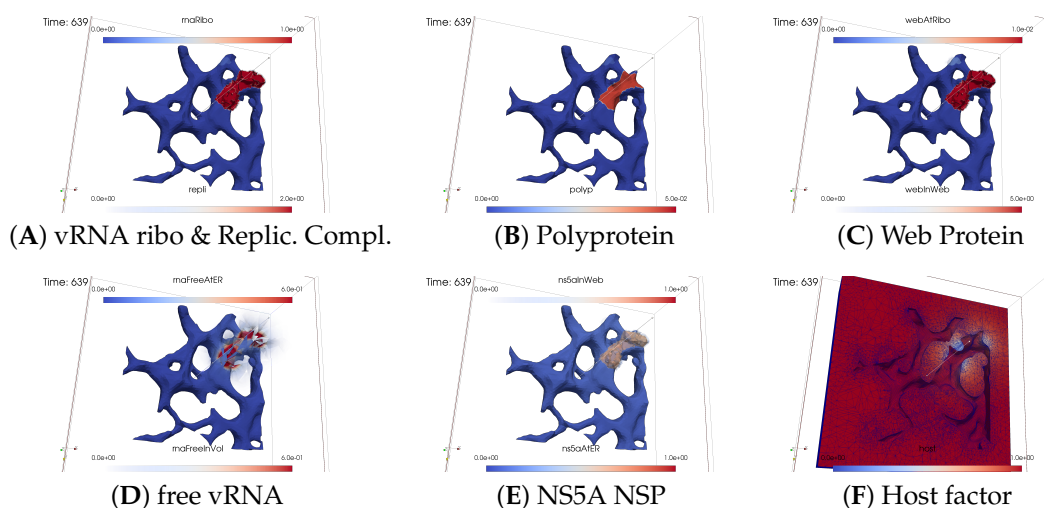 Time: 639
rnaRibo
0.0e+00 1.0e+00
repli
0.0e+00 2.0e+00
(A) vRNA ribo & Replic. Compl.
Time: 639
polyp
0.0e+00 5.0e-02
(B) Polyprotein
Time: 639
webAtRibo
0.0e+00 1.0e-02
webInWeb
0.0e+00 5.0e+00
(C) Web Protein
Time: 639
rnaFreeAtER
0.0e+00 6.0e-01
rnaFreeInVol
0.0e+00 6.0e-01
(D) free vRNA
Time: 639
ns5aInWeb
0.0e+00 1.0e+00
ns5aAtER
0.0e+00 1.0e+00
(E) NS5A NSP
Time: 639
host
0.0e+00 1.0e+00
(F) Host factor